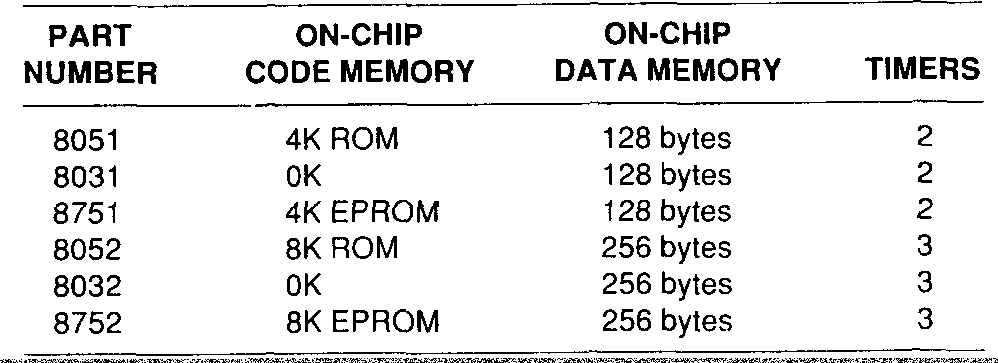 PART ON-CHIP ON-CHIP
NUMBER CODE MEMORY DATA MEMORY TIMERS
8051 4K ROM 128 bytes 2
8031 0K 128 bytes 2
8751 4K EPROM 128 bytes 2
8052 8K ROM 256 bytes 3
8032 0K 256 bytes 3
8752 8K EPROM 256 bytes 3